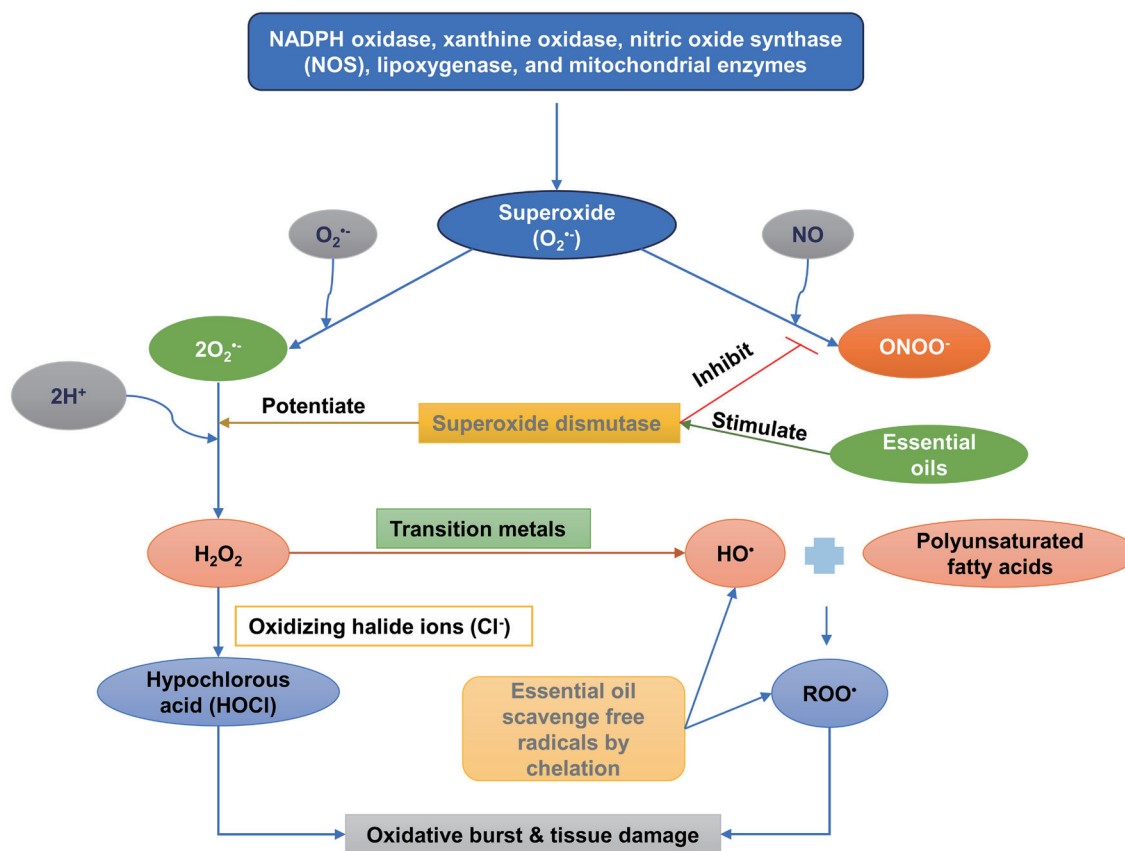 NADPH oxidase, xanthine oxidase, nitric oxide synthase
(NOS), lipoxygenase, and mitochondrial enzymes
Superoxide
(O₂•⁻)
O₂•⁻
NO
2O₂•⁻
ONOO⁻
Inhibit
2H⁺
Potentiate
Superoxide dismutase
Stimulate
Essential
oils
Transition metals
H₂O₂
HO•
Polyunsaturated
fatty acids
Oxidizing halide ions (Cl⁻)
Hypochlorous
acid (HOCl)
Essential oil
scavenge free
radicals by
chelation
ROO•
Oxidative burst & tissue damage